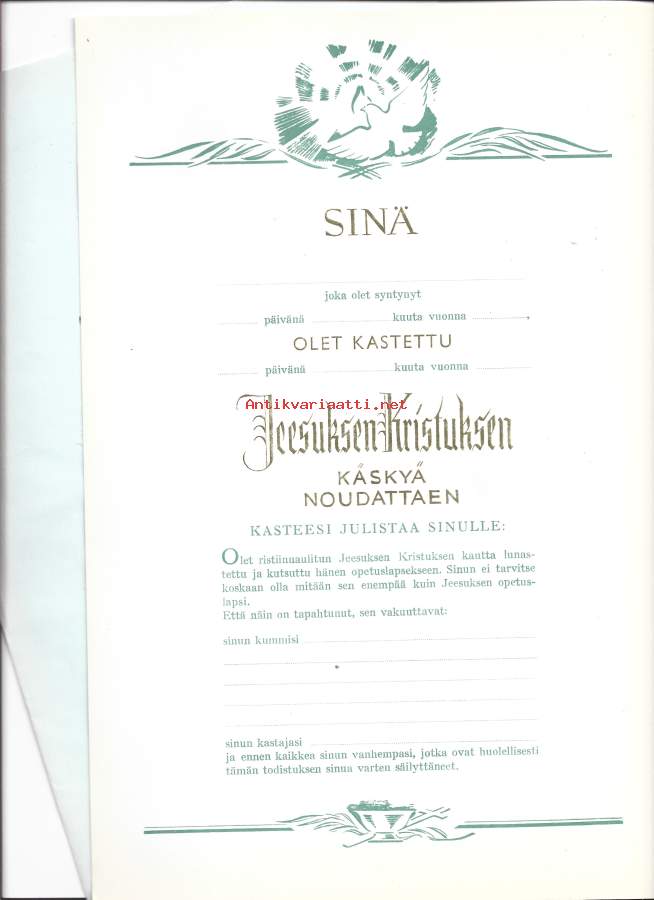 SINÄ
joka olet syntynyt
päivänä kuuta vuonna
OLET KASTETTU
päivänä kuuta vuonna
Antikvariaatti.net
Jeesuksen Kristuksen
KÄSKYÄ
NOUDATTAEN
KASTEESI JULISTAA SINULLE:
Olet ristiinnaulitun Jeesuksen Kristuksen kautta lunas-
tettu ja kutsuttu hänen opetuslapsekseen. Sinun ei tarvitse
koskaan olla mitään sen enempää kuin Jeesuksen opetus-
lapsi.
Että näin on tapahtunut, sen vakuuttavat:
sinun kummisi
sinun kastajasi
ja ennen kaikkea sinun vanhempasi, jotka ovat huolellisesti
tämän todistuksen sinua varten säilyttäneet.